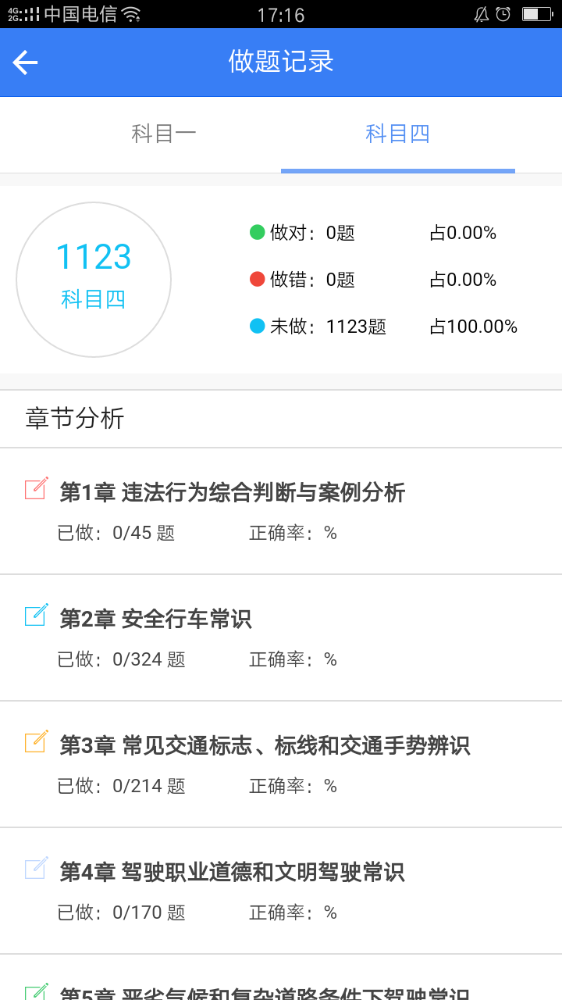 4G 2G 中国电信 17:16
做题记录
科目一 科目四
1123
科目四
做对：0题 占0.00%
做错：0题 占0.00%
未做：1123题 占100.00%
章节分析
第1章 违法行为综合判断与案例分析
已做：0/45 题 正确率：%
第2章 安全行车常识
已做：0/324 题 正确率：%
第3章 常见交通标志、标线和交通手势辨识
已做：0/214 题 正确率：%
第4章 驾驶职业道德和文明驾驶常识
已做：0/170 题 正确率：%
第5章 恶劣气候和复杂道路条件下驾驶常识